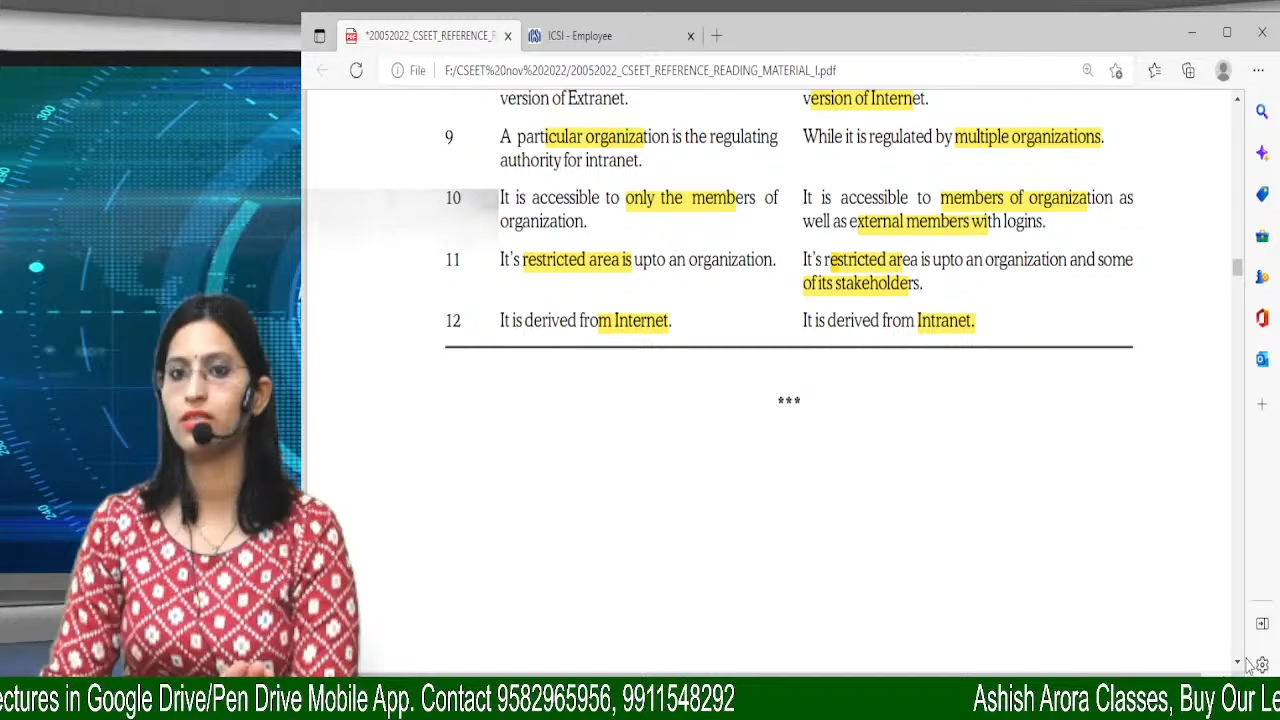 *20052022_CSEET_REFERENCE_R
ICSI - Employee
File
F:/CSEET%20nov%202022/20052022_CSEET_REFERENCE_READING_MATERIAL_I.pdf
version of Extranet.
version of Internet.
9
A particular organization is the regulating
authority for intranet.
While it is regulated by multiple organizations.
10
It is accessible to only the members of
organization.
It is accessible to members of organization as
well as external members with logins.
11
It's restricted area is upto an organization.
It's restricted area is upto an organization and some
of its stakeholders.
12
It is derived from Internet.
It is derived from Intranet.
***
300
240
ectures in Google Drive/Pen Drive Mobile App. Contact 9582965956, 9911548292
Ashish Arora Classes, Buy Our Le